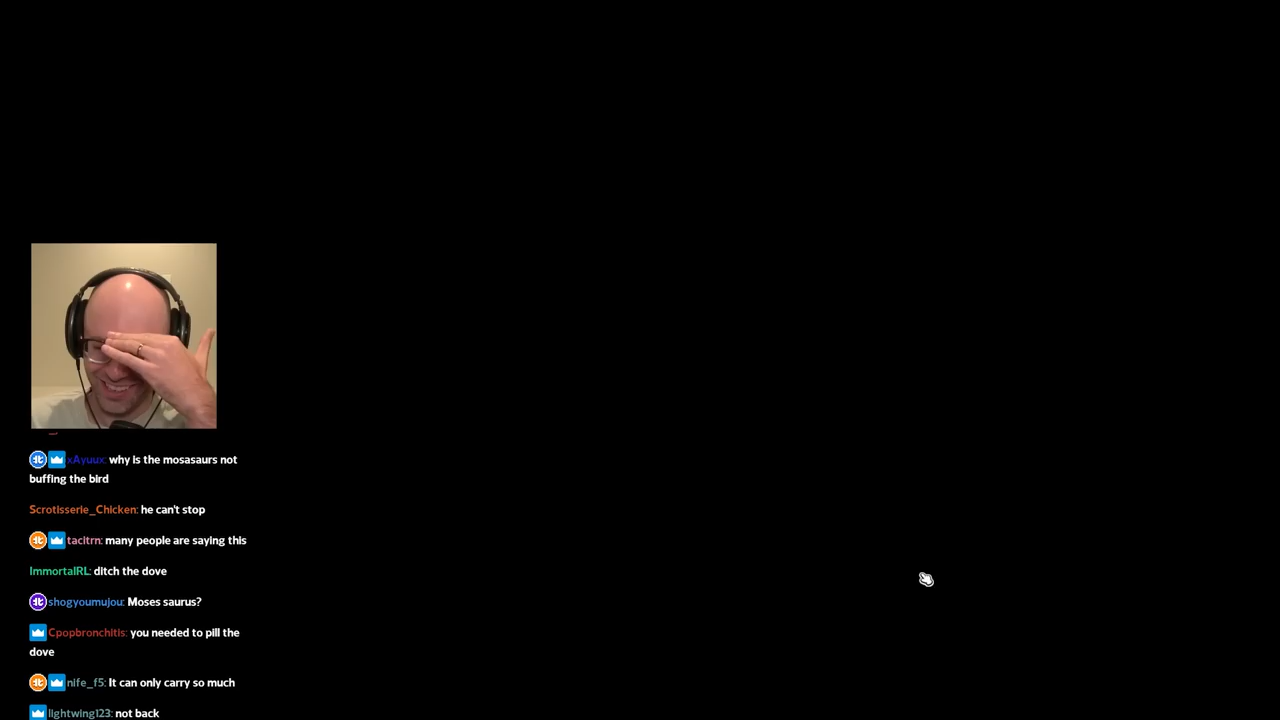 xAyuux: why is the mosasaurs not
buffing the bird
Scrotisserie_Chicken: he can't stop
tacitrn: many people are saying this
ImmortalRL: ditch the dove
shogyoumujou: Moses saurus?
Cpopbronchitis: you needed to pill the
dove
nife_f5: It can only carry so much
lightwing123: not back